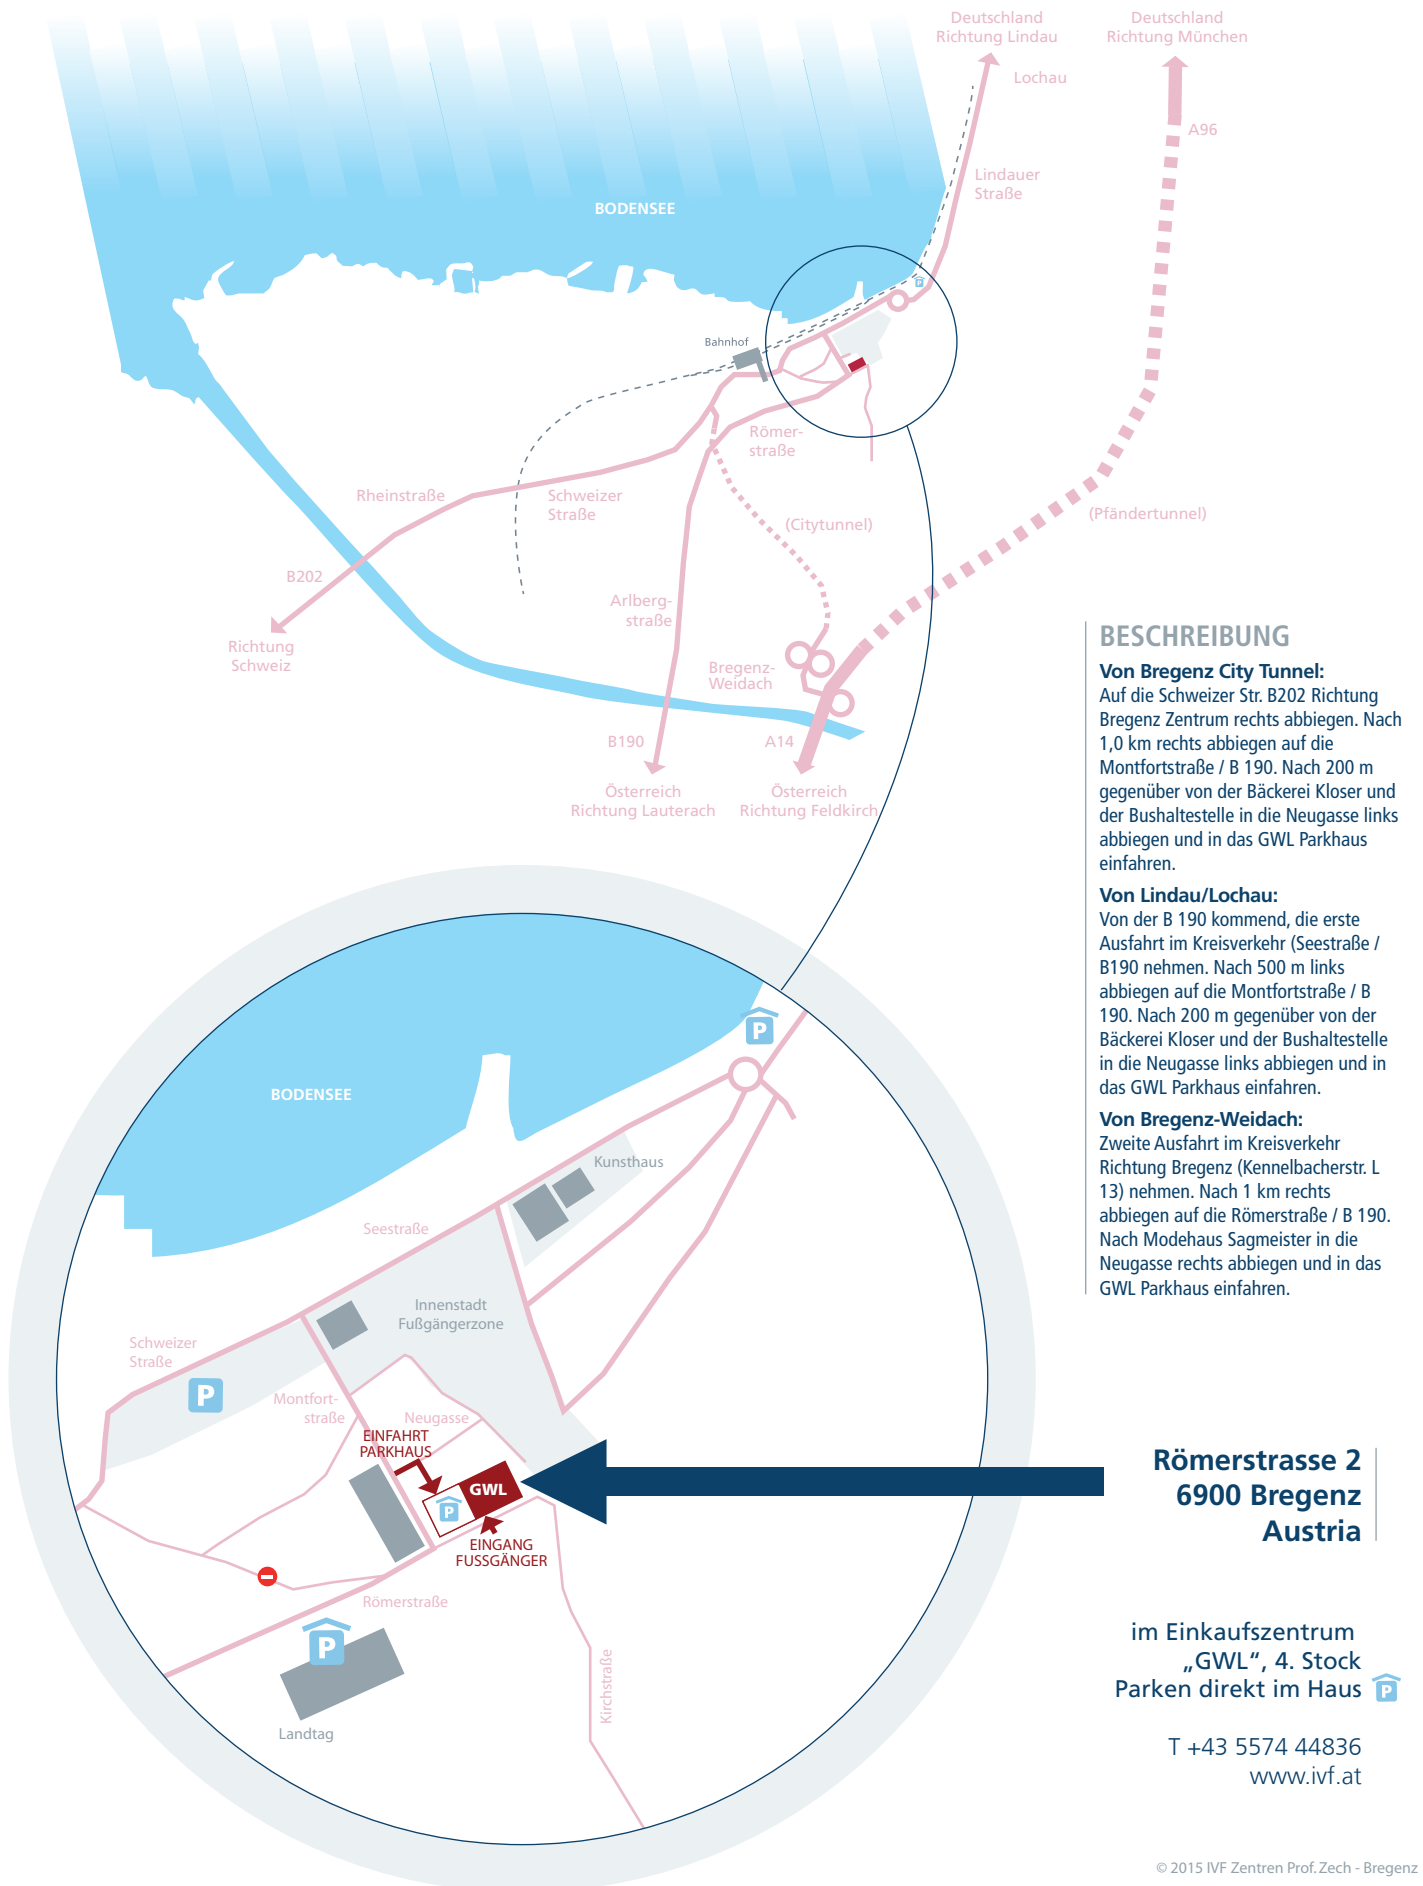 Deutschland
Richtung Lindau
Deutschland
Richtung München
Lochau
A96
Lindauer
Straße
BODENSEE
Bahnhof
Römer-
straße
Rheinstraße
Schweizer
Straße
(Citytunnel)
(Pfändertunnel)
B202
Arlberg-
straße
Richtung
Schweiz
Bregenz-
Weidach
B190
A14
Österreich
Richtung Lauterach
Österreich
Richtung Feldkirch
BESCHREIBUNG
Von Bregenz City Tunnel:
Auf die Schweizer Str. B202 Richtung
Bregenz Zentrum rechts abbiegen. Nach
1,0 km rechts abbiegen auf die
Montfortstraße / B 190. Nach 200 m
gegenüber von der Bäckerei Kloser und
der Bushaltestelle in die Neugasse links
abbiegen und in das GWL Parkhaus
einfahren.
Von Lindau/Lochau:
Von der B 190 kommend, die erste
Ausfahrt im Kreisverkehr (Seestraße /
B190 nehmen. Nach 500 m links
abbiegen auf die Montfortstraße / B
190. Nach 200 m gegenüber von der
Bäckerei Kloser und der Bushaltestelle
in die Neugasse links abbiegen und in
das GWL Parkhaus einfahren.
Von Bregenz-Weidach:
Zweite Ausfahrt im Kreisverkehr
Richtung Bregenz (Kennelbacherstr. L
13) nehmen. Nach 1 km rechts
abbiegen auf die Römerstraße / B 190.
Nach Modehaus Sagmeister in die
Neugasse rechts abbiegen und in das
GWL Parkhaus einfahren.
P
P
BODENSEE
Kunsthaus
Seestraße
Innenstadt
Fußgängerzone
Schweizer
Straße
P
Montfort-
straße
Neugasse
EINFAHRT
PARKHAUS
GWL
P
EINGANG
FUSSGÄNGER
Römerstraße
P
Kirchstraße
Landtag
Römerstrasse 2
6900 Bregenz
Austria
im Einkaufszentrum
„GWL“, 4. Stock
Parken direkt im Haus P
T +43 5574 44836
www.ivf.at
© 2015 IVF Zentren Prof. Zech - Bregenz